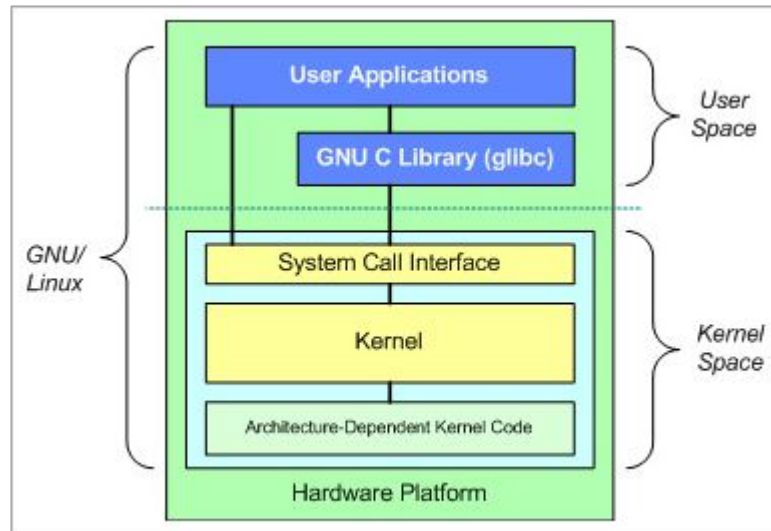 User Applications
User
Space
GNU C Library (glibc)
GNU/
Linux
System Call Interface
Kernel
Kernel
Space
Architecture-Dependent Kernel Code
Hardware Platform